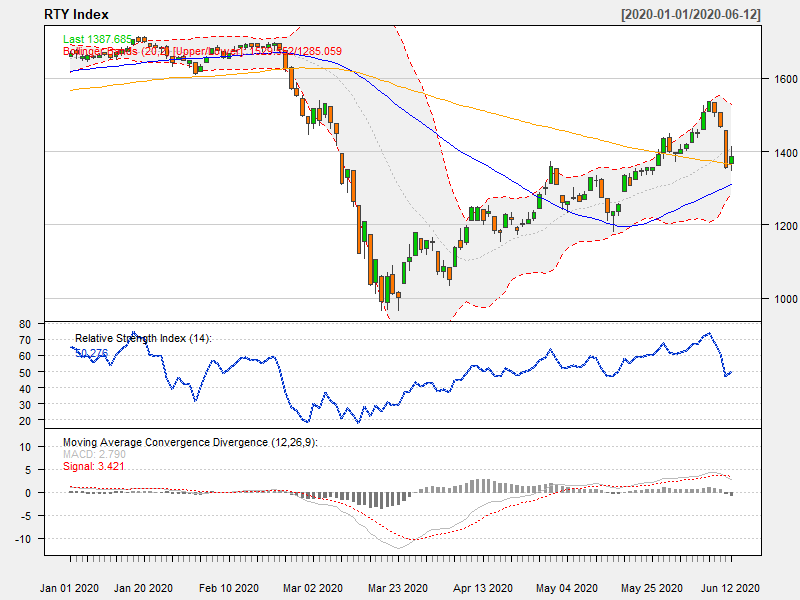 RTY Index
[2020-01-01/2020-06-12]
Last 1387.685
Bollinger Bands (20,2) [Upper/Lower]: 1529.552/1285.059
1600
1400
1200
1000
Relative Strength Index (14):
50.276
80
70
60
50
40
30
20
Moving Average Convergence Divergence (12,26,9):
MACD: 2.790
Signal: 3.421
10
5
0
-5
-10
Jan 01 2020 Jan 20 2020 Feb 10 2020 Mar 02 2020 Mar 23 2020 Apr 13 2020 May 04 2020 May 25 2020 Jun 12 2020